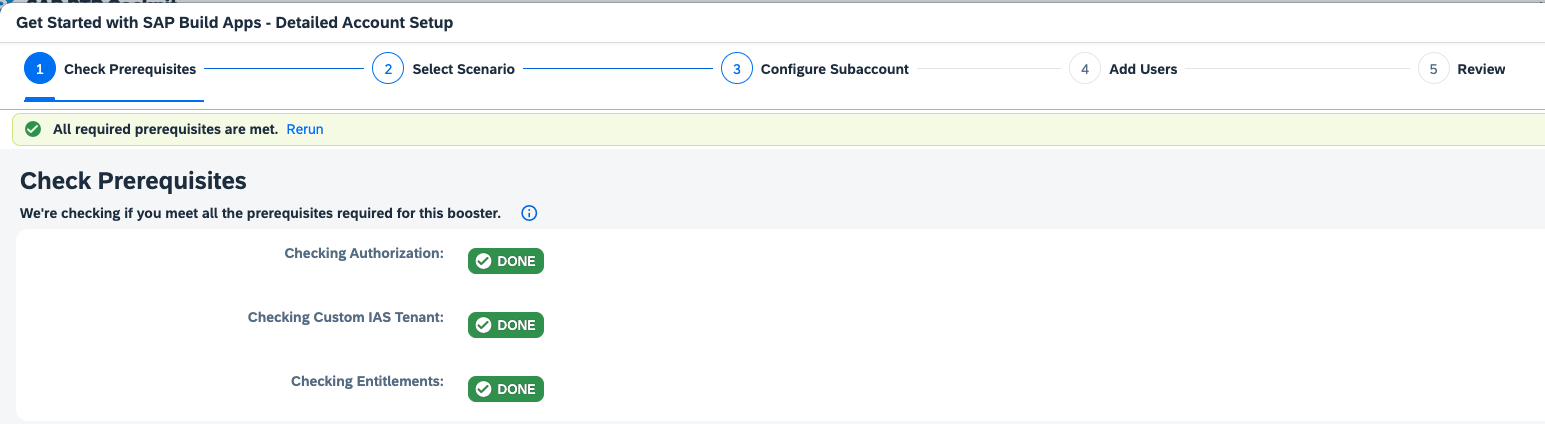 Get Started with SAP Build Apps - Detailed Account Setup
1 Check Prerequisites 2 Select Scenario 3 Configure Subaccount 4 Add Users 5 Review
All required prerequisites are met. Rerun
Check Prerequisites
We're checking if you meet all the prerequisites required for this booster.
Checking Authorization: DONE
Checking Custom IAS Tenant: DONE
Checking Entitlements: DONE